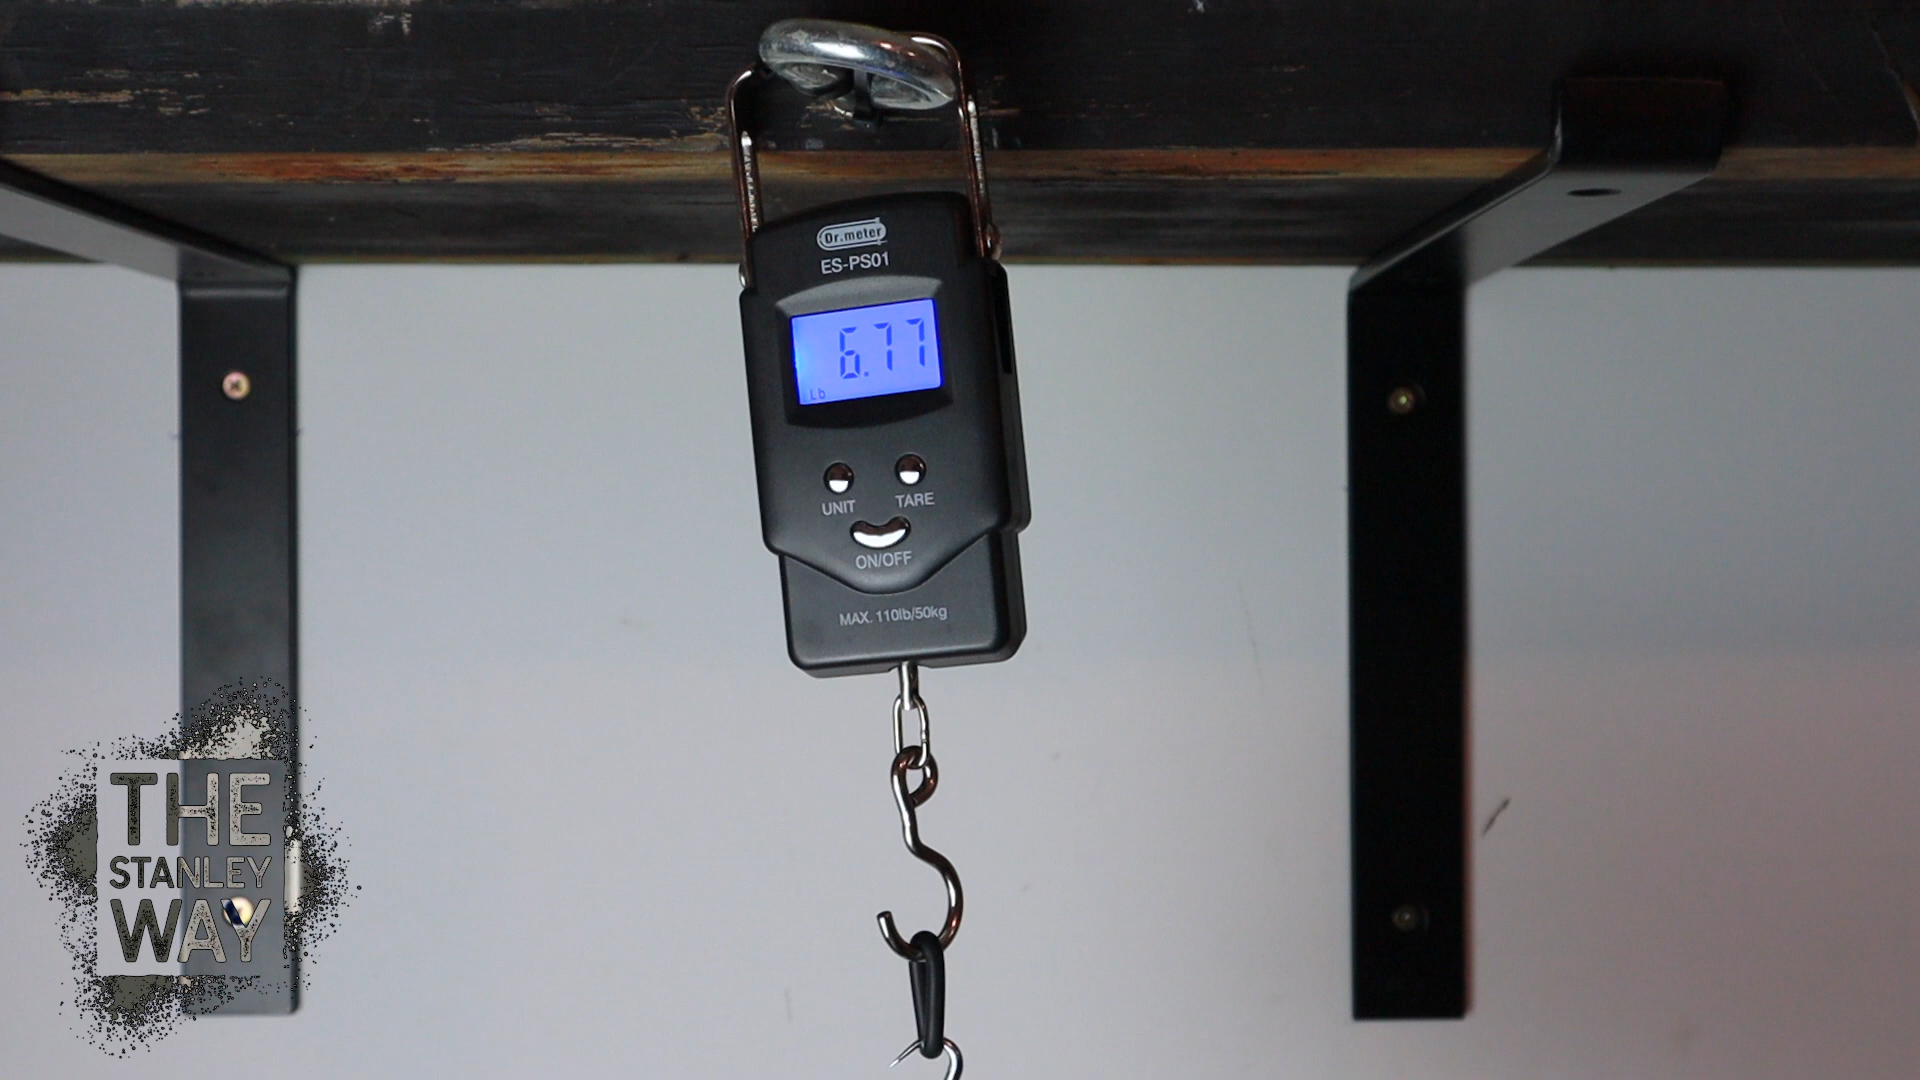 Dr.meter
ES-PS01
6.77
Lb
UNIT TARE
ON/OFF
MAX. 110lb/50kg
THE
STANLEY
WAY